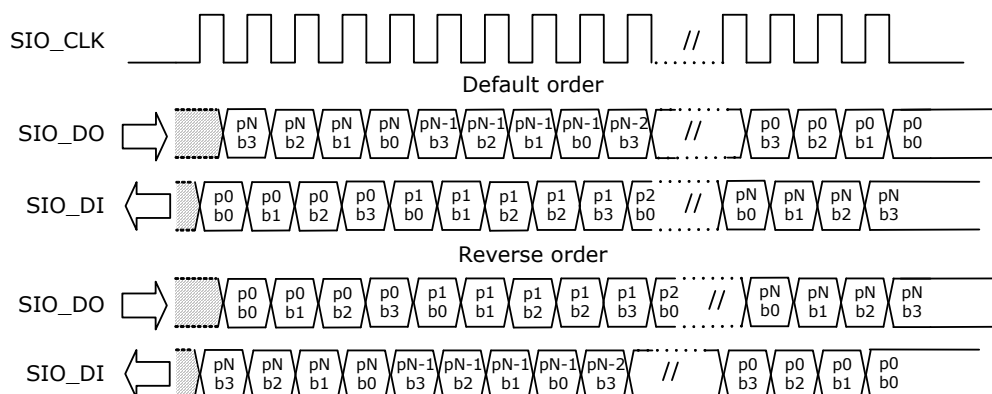 SIO_CLK //
Default order
SIO_DO pN pN pN pN pN-1 pN-1 pN-1 pN-1 pN-2 // p0 p0 p0 p0
b3 b2 b1 b0 b3 b2 b1 b0 b3 b3 b2 b1 b0
SIO_DI p0 p0 p0 p0 p1 p1 p1 p1 p1 p2 // pN pN pN pN
b0 b1 b2 b3 b0 b1 b2 b2 b3 b0 b0 b1 b2 b3
Reverse order
SIO_DO p0 p0 p0 p0 p1 p1 p1 p1 p1 p2 // pN pN pN pN
b0 b1 b2 b3 b0 b1 b2 b2 b3 b0 b0 b1 b2 b3
SIO_DI pN pN pN pN pN-1 pN-1 pN-1 pN-1 pN-2 // p0 p0 p0 p0
b3 b2 b1 b0 b3 b2 b1 b0 b3 b3 b2 b1 b0